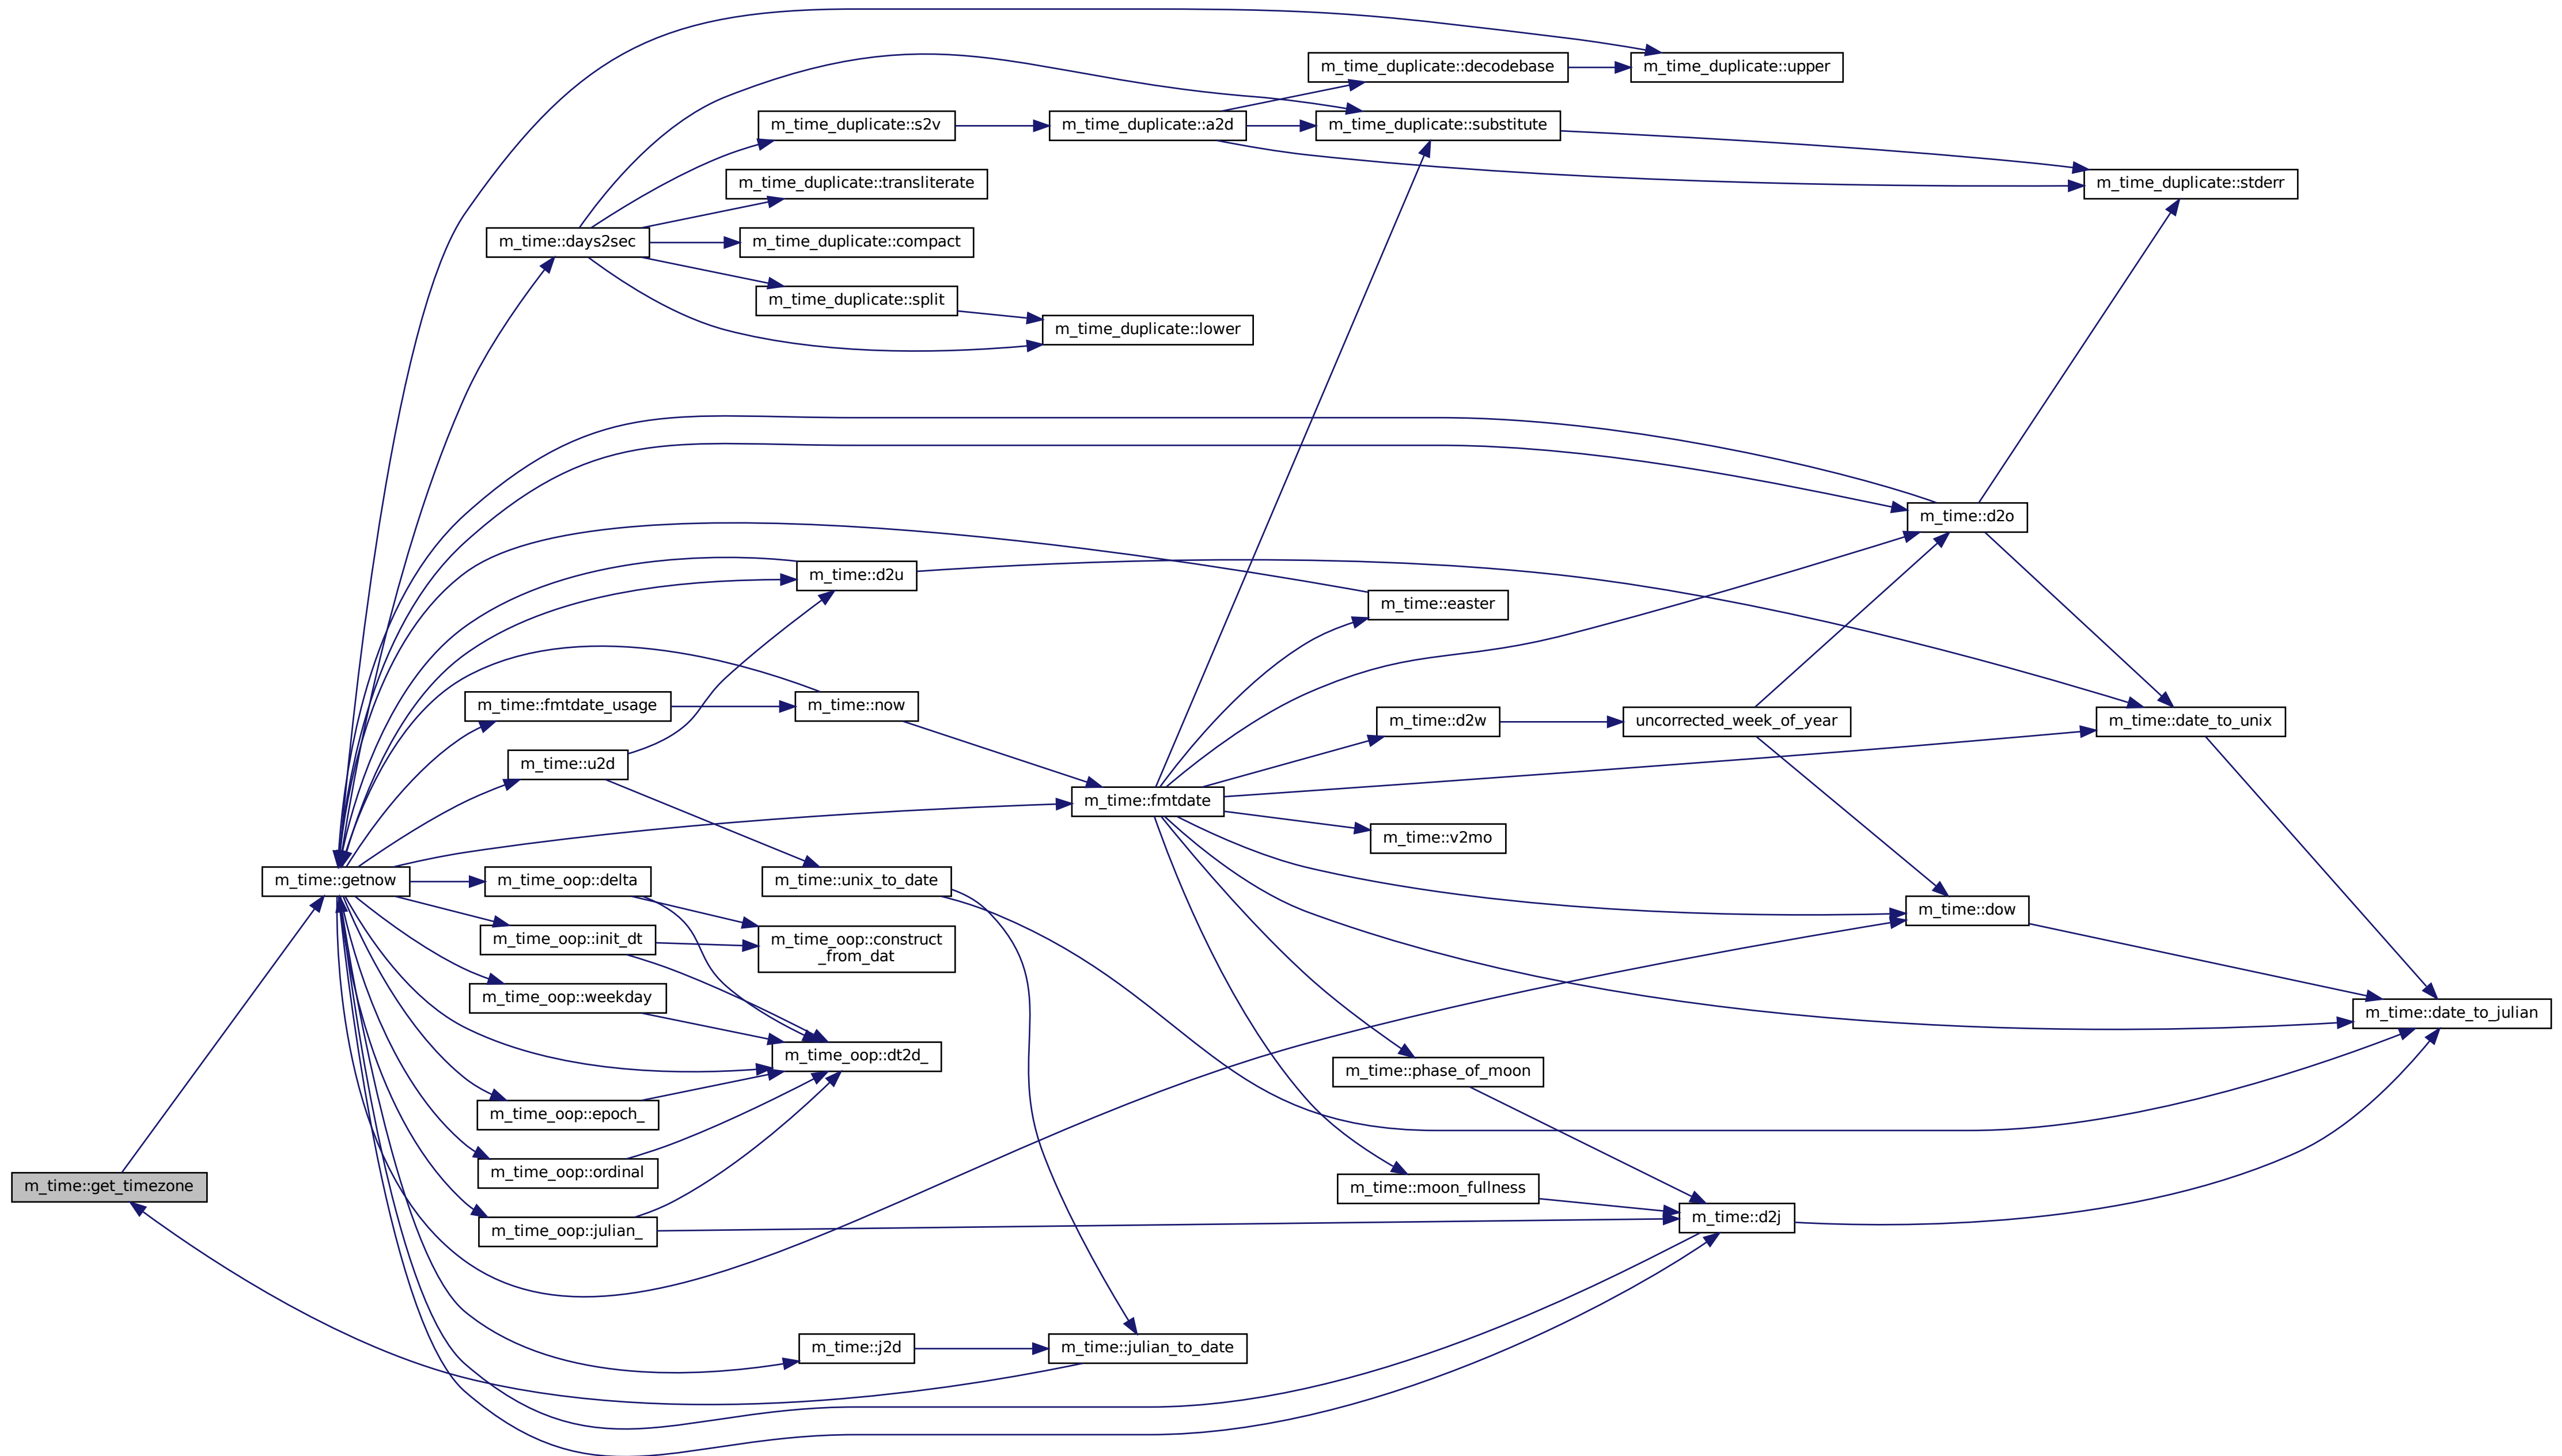 m_time_duplicate::decodebase
m_time_duplicate::upper
m_time_duplicate::s2v
m_time_duplicate::a2d
m_time_duplicate::substitute
m_time_duplicate::transliterate
m_time_duplicate::stderr
m_time::days2sec
m_time_duplicate::compact
m_time_duplicate::split
m_time_duplicate::lower
m_time::d2o
m_time::d2u
m_time::easter
m_time::fmtdate_usage
m_time::now
m_time::d2w
uncorrected_week_of_year
m_time::date_to_unix
m_time::u2d
m_time::fmtdate
m_time::v2mo
m_time::getnow
m_time_oop::delta
m_time::unix_to_date
m_time::dow
m_time_oop::init_dt
m_time_oop::construct
_from_dat
m_time_oop::weekday
m_time::date_to_julian
m_time_oop::dt2d_
m_time::phase_of_moon
m_time_oop::epoch_
m_time_oop::ordinal
m_time::get_timezone
m_time::moon_fullness
m_time_oop::julian_
m_time::d2j
m_time::j2d
m_time::julian_to_date